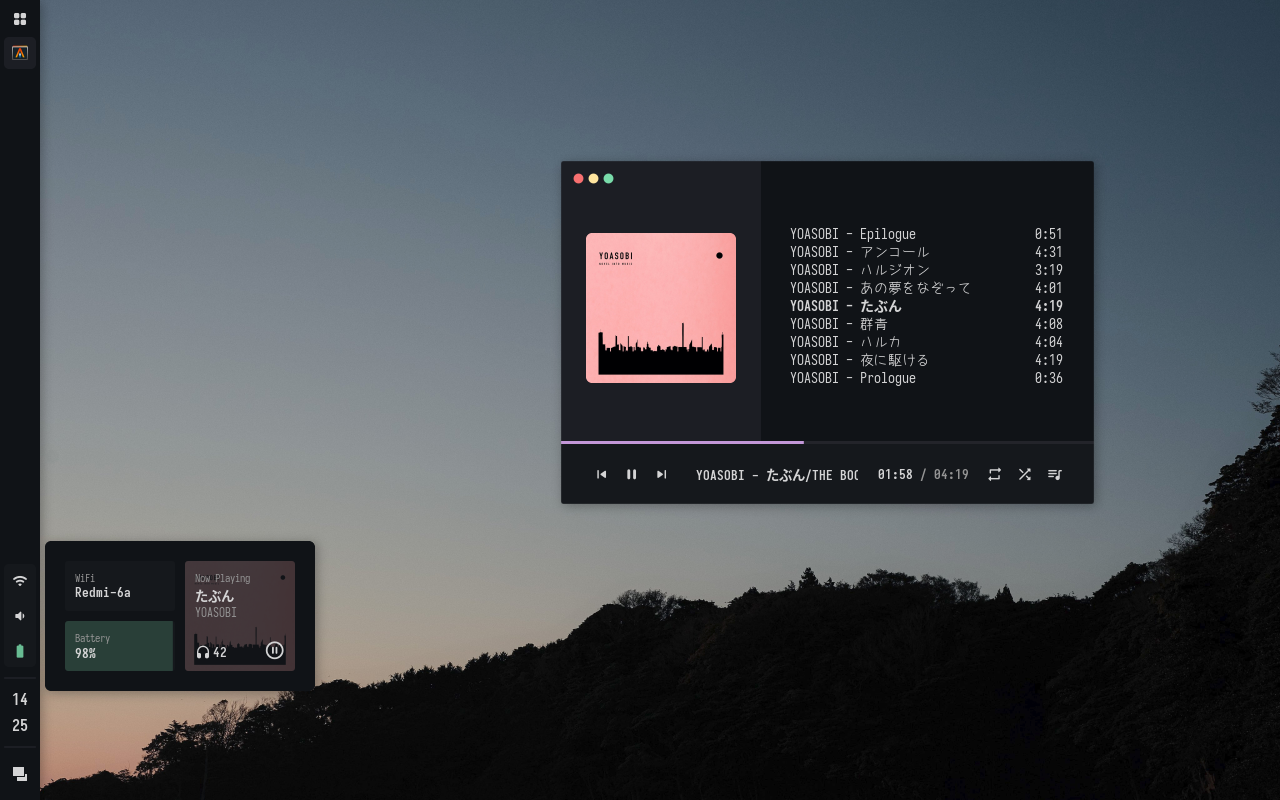 YOASOBI
YOASOBI - Epilogue 0:51
YOASOBI - アンコール 4:31
YOASOBI - ハルジオン 3:19
YOASOBI - あの夢をなぞって 4:01
YOASOBI - たぶん 4:19
YOASOBI - 群青 4:08
YOASOBI - ハルカ 4:04
YOASOBI - 夜に駆ける 4:19
YOASOBI - Prologue 0:36
YOASOBI - たぶん/THE BOO 01:58 / 04:19
WiFi
Redmi-6a
Battery
98%
Now Playing
たぶん
YOASOBI
42
14
25